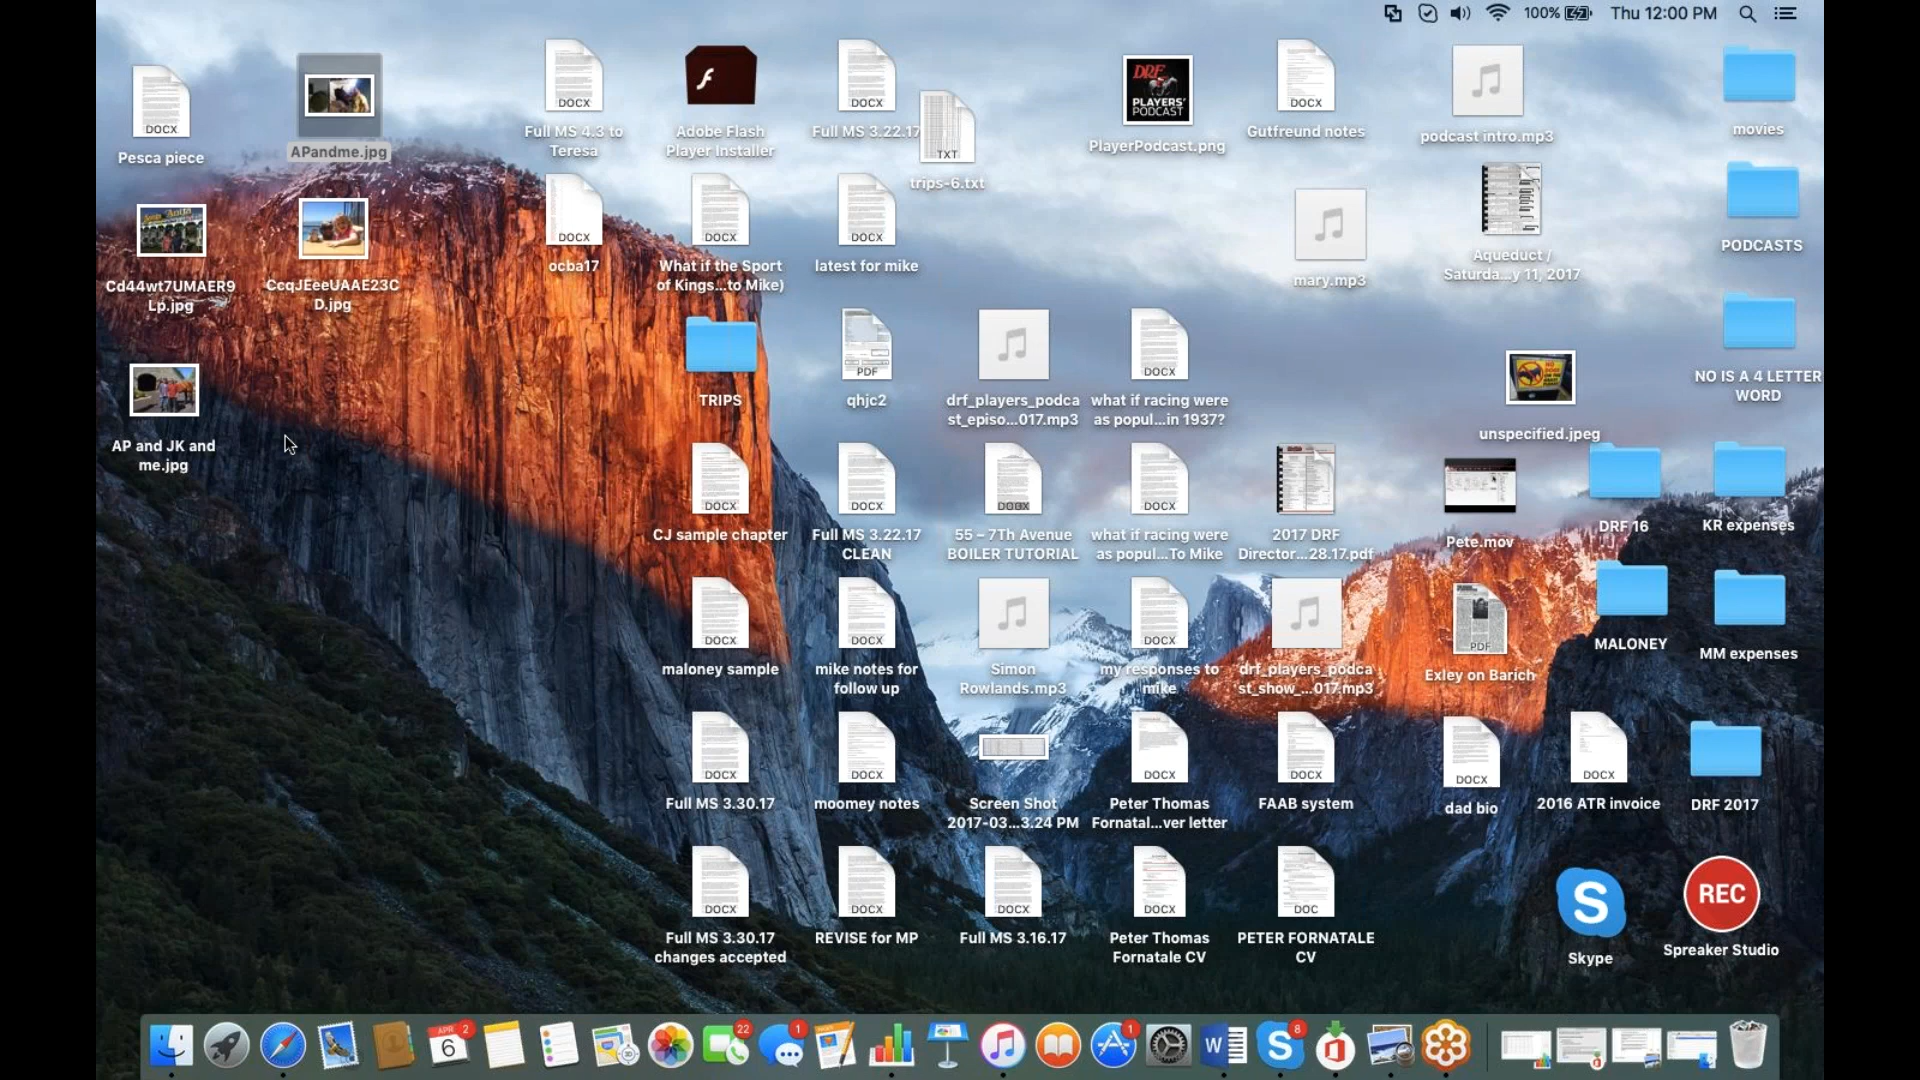 100%
Thu 12:00 PM
DOCX
Pesca piece
APandme.jpg
DOCX
Full MS 4.3 to
Teresa
Adobe Flash
Player Installer
DOCX
Full MS 3.22.17
TXT
trips-6.txt
DRF
PLAYERS'
PODCAST
PlayerPodcast.png
DOCX
Gutfreund notes
podcast intro.mp3
movies
Cd44wt7UMAER9
Lp.jpg
CcqJEeeUAAE23C
D.jpg
DOCX
ocba17
DOCX
What if the Sport
of Kings...to Mike)
DOCX
latest for mike
mary.mp3
Aqueduct /
Saturda...y 11, 2017
PODCASTS
AP and JK and
me.jpg
TRIPS
PDF
qhjc2
drf_players_podca
st_episo...017.mp3
DOCX
what if racing were
as popul...in 1937?
unspecified.jpeg
NO IS A 4 LETTER
WORD
DOCX
CJ sample chapter
DOCX
Full MS 3.22.17
CLEAN
55 – 7Th Avenue
BOILER TUTORIAL
DOCX
what if racing were
as popul...To Mike
2017 DRF
Director...28.17.pdf
Pete.mov
DRF 16
KR expenses
DOCX
maloney sample
DOCX
mike notes for
follow up
Simon
Rowlands.mp3
DOCX
my responses to
mike
drf_players_podca
st_show_...017.mp3
PDF
Exley on Barich
MALONEY
MM expenses
DOCX
Full MS 3.30.17
DOCX
moomey notes
Screen Shot
2017-03...3.24 PM
DOCX
Peter Thomas
Fornatal...ver letter
DOCX
FAAB system
DOCX
dad bio
DOCX
2016 ATR invoice
DRF 2017
DOCX
Full MS 3.30.17
changes accepted
DOCX
REVISE for MP
DOCX
Full MS 3.16.17
DOCX
Peter Thomas
Fornatale CV
DOC
PETER FORNATALE
CV
S
Skype
REC
Spreaker Studio
APR
6
2
22
1
1
W
S
8